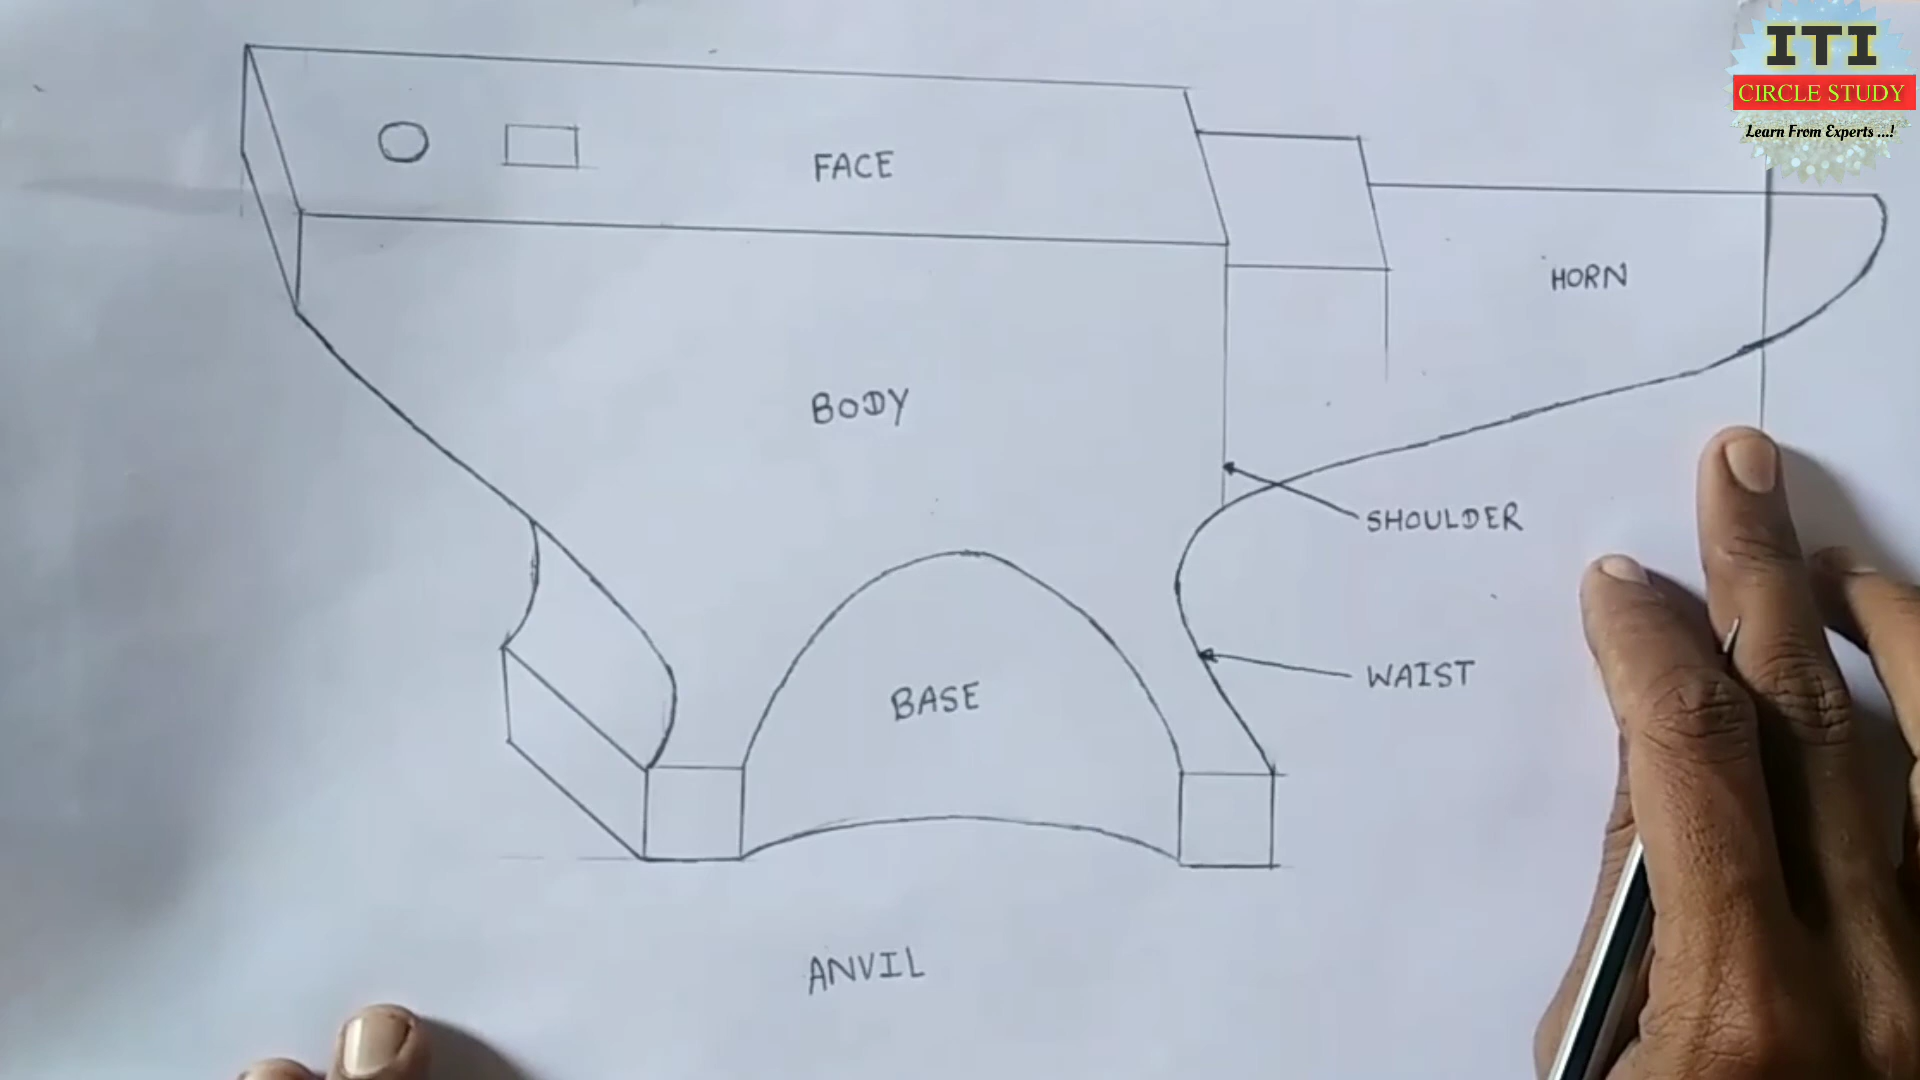 ITI
CIRCLE STUDY
Learn From Experts ...!
FACE
HORN
BODY
SHOULDER
WAIST
BASE
ANVIL